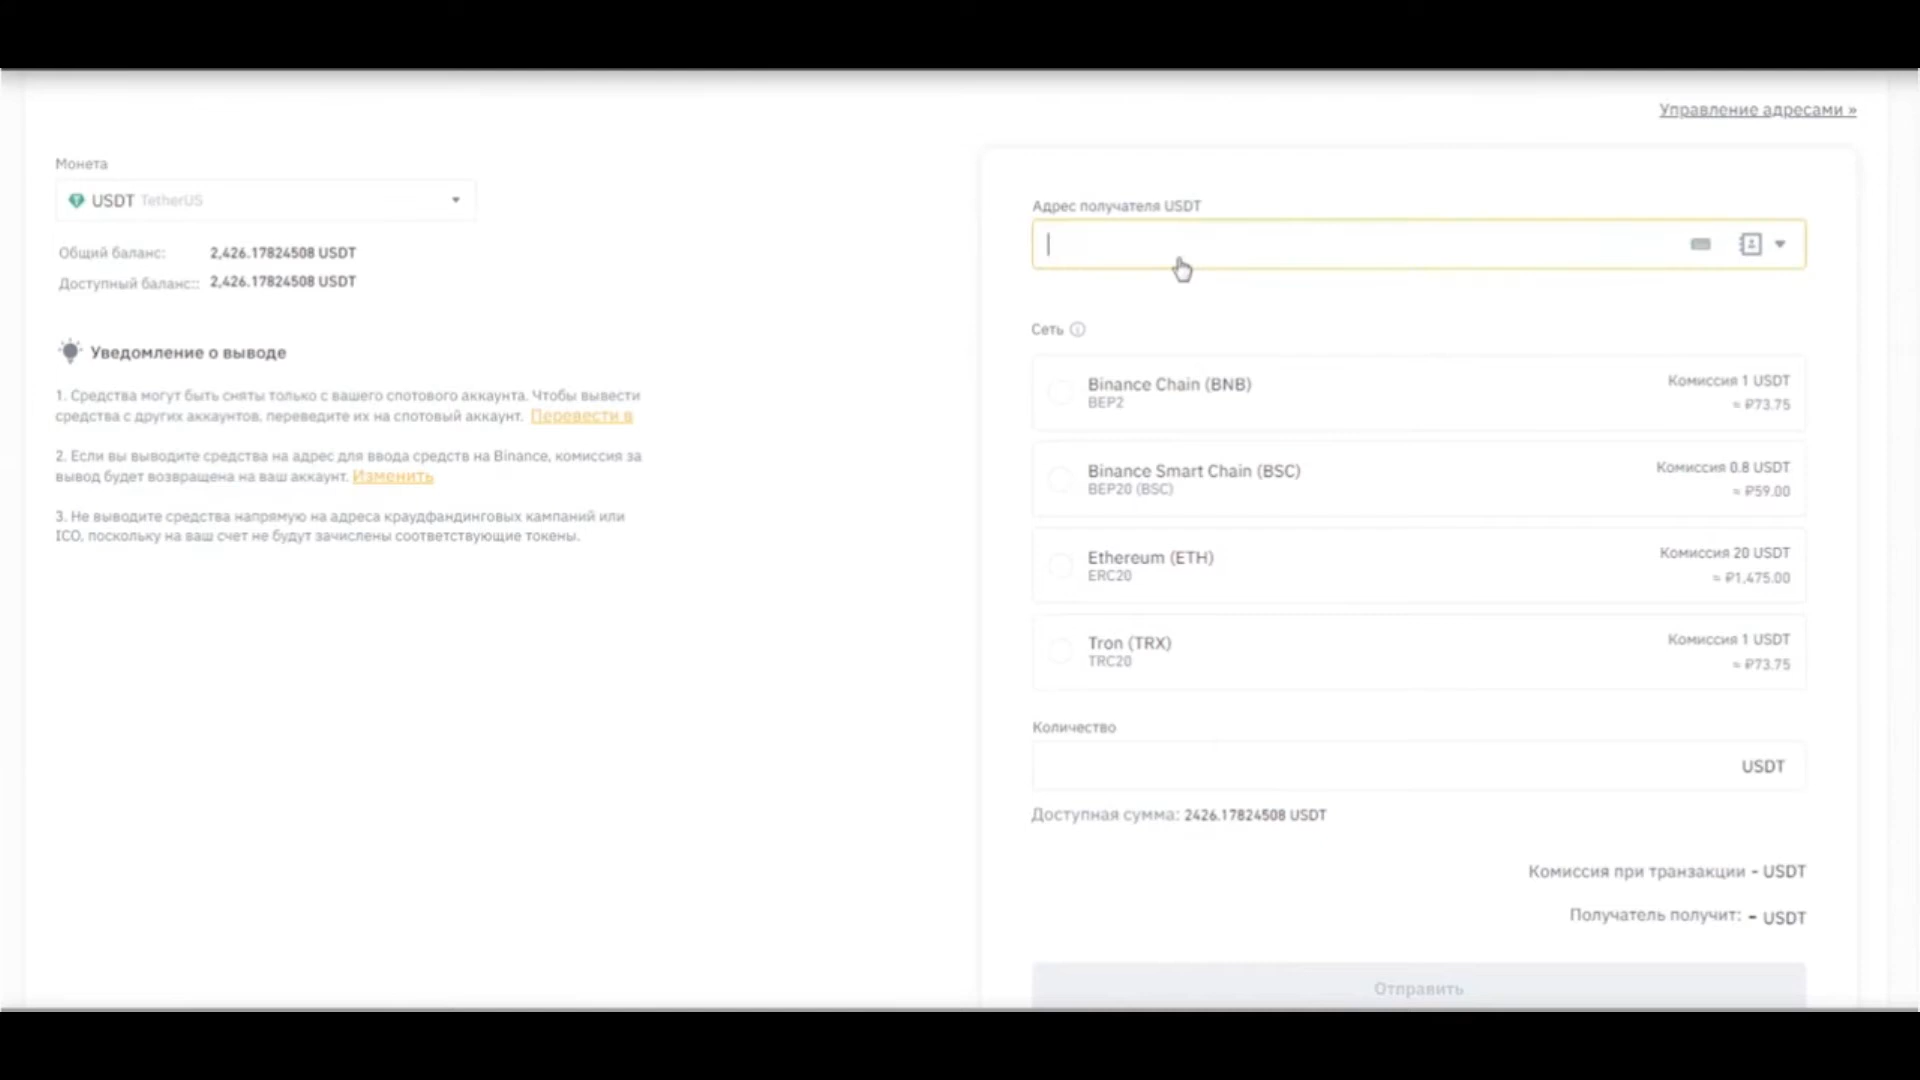 Управление адресами »
Монета
USDT TetherUS
Общий баланс: 2,426.17824508 USDT
Доступный баланс:: 2,426.17824508 USDT
Уведомление о выводе
1. Средства могут быть сняты только с вашего спотового аккаунта. Чтобы вывести
средства с других аккаунтов, переведите их на спотовый аккаунт. Перевести в
2. Если вы выводите средства на адрес для ввода средств на Binance, комиссия за
вывод будет возвращена на ваш аккаунт. Изменить
3. Не выводите средства напрямую на адреса краудфандинговых кампаний или
ICO, поскольку на ваш счет не будут зачислены соответствующие токены.
Адрес получателя USDT
Сеть
Binance Chain (BNB) Комиссия 1 USDT
BEP2 ≈ ₽73.75
Binance Smart Chain (BSC) Комиссия 0.8 USDT
BEP20 (BSC) ≈ ₽59.00
Ethereum (ETH) Комиссия 20 USDT
ERC20 ≈ ₽1,475.00
Tron (TRX) Комиссия 1 USDT
TRC20 ≈ ₽73.75
Количество
USDT
Доступная сумма: 2426.17824508 USDT
Комиссия при транзакции - USDT
Получатель получит: - USDT
Отправить